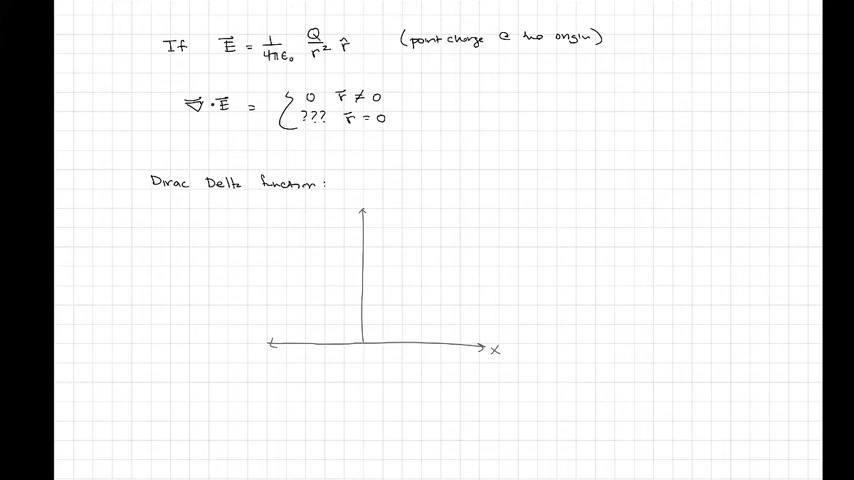 If E⃗ = 1/4πε₀ Q/r² r̂ (point charge @ the origin)
∇⃗ · E⃗ = { 0 r⃗ ≠ 0
??? r⃗ = 0
Dirac Delta function:
x